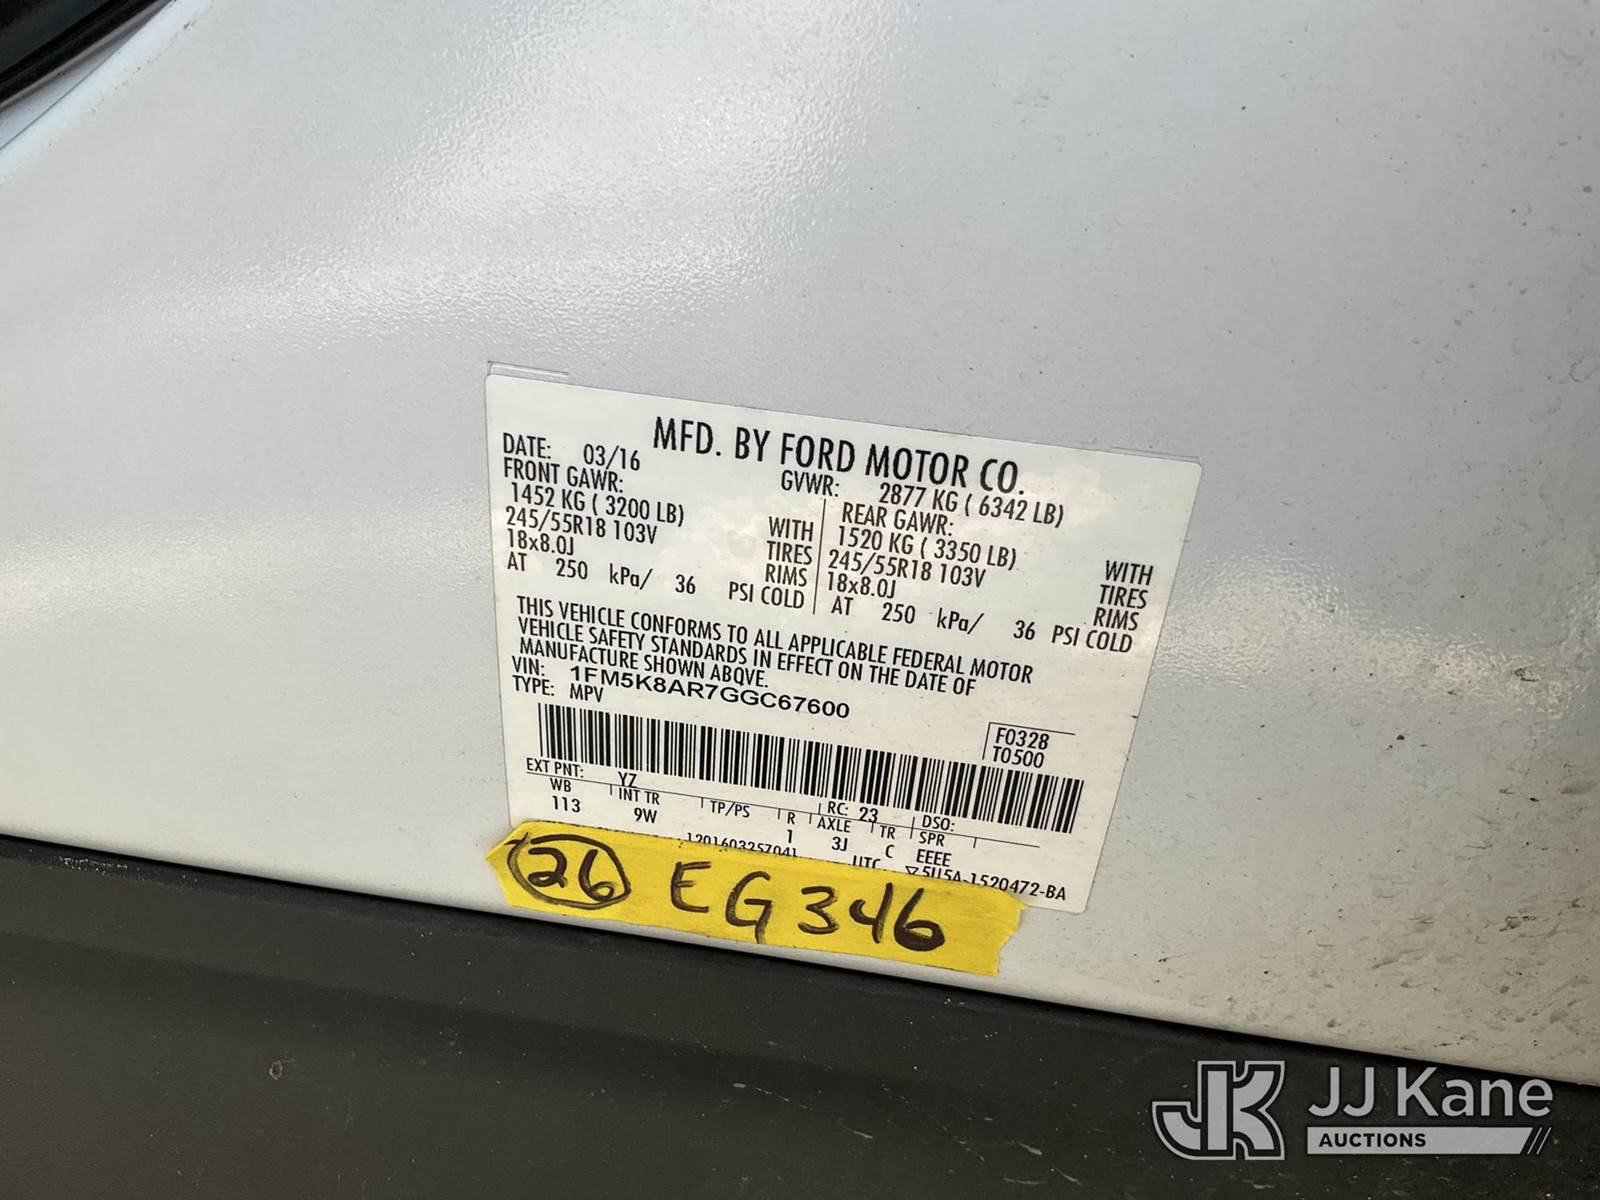 MFD. BY FORD MOTOR CO.
DATE: 03/16 GVWR: 2877 KG ( 6342 LB)
FRONT GAWR: REAR GAWR:
1452 KG ( 3200 LB) WITH 1520 KG ( 3350 LB) WITH
245/55R18 103V TIRES 245/55R18 103V TIRES
18x8.0J RIMS 18x8.0J RIMS
AT 250 kPa/ 36 PSI COLD AT 250 kPa/ 36 PSI COLD
THIS VEHICLE CONFORMS TO ALL APPLICABLE FEDERAL MOTOR
VEHICLE SAFETY STANDARDS IN EFFECT ON THE DATE OF
MANUFACTURE SHOWN ABOVE.
VIN: 1FM5K8AR7GGC67600
TYPE: MPV
F0328
T0500
EXT PNT: YZ RC: 23 DSO:
WB INT TR TP/PS R AXLE TR SPR
113 9W 1 3J C EEEE
1201603257041 UTC ▽5U5A-1520472-BA
26 EG346
JK JJ Kane
AUCTIONS